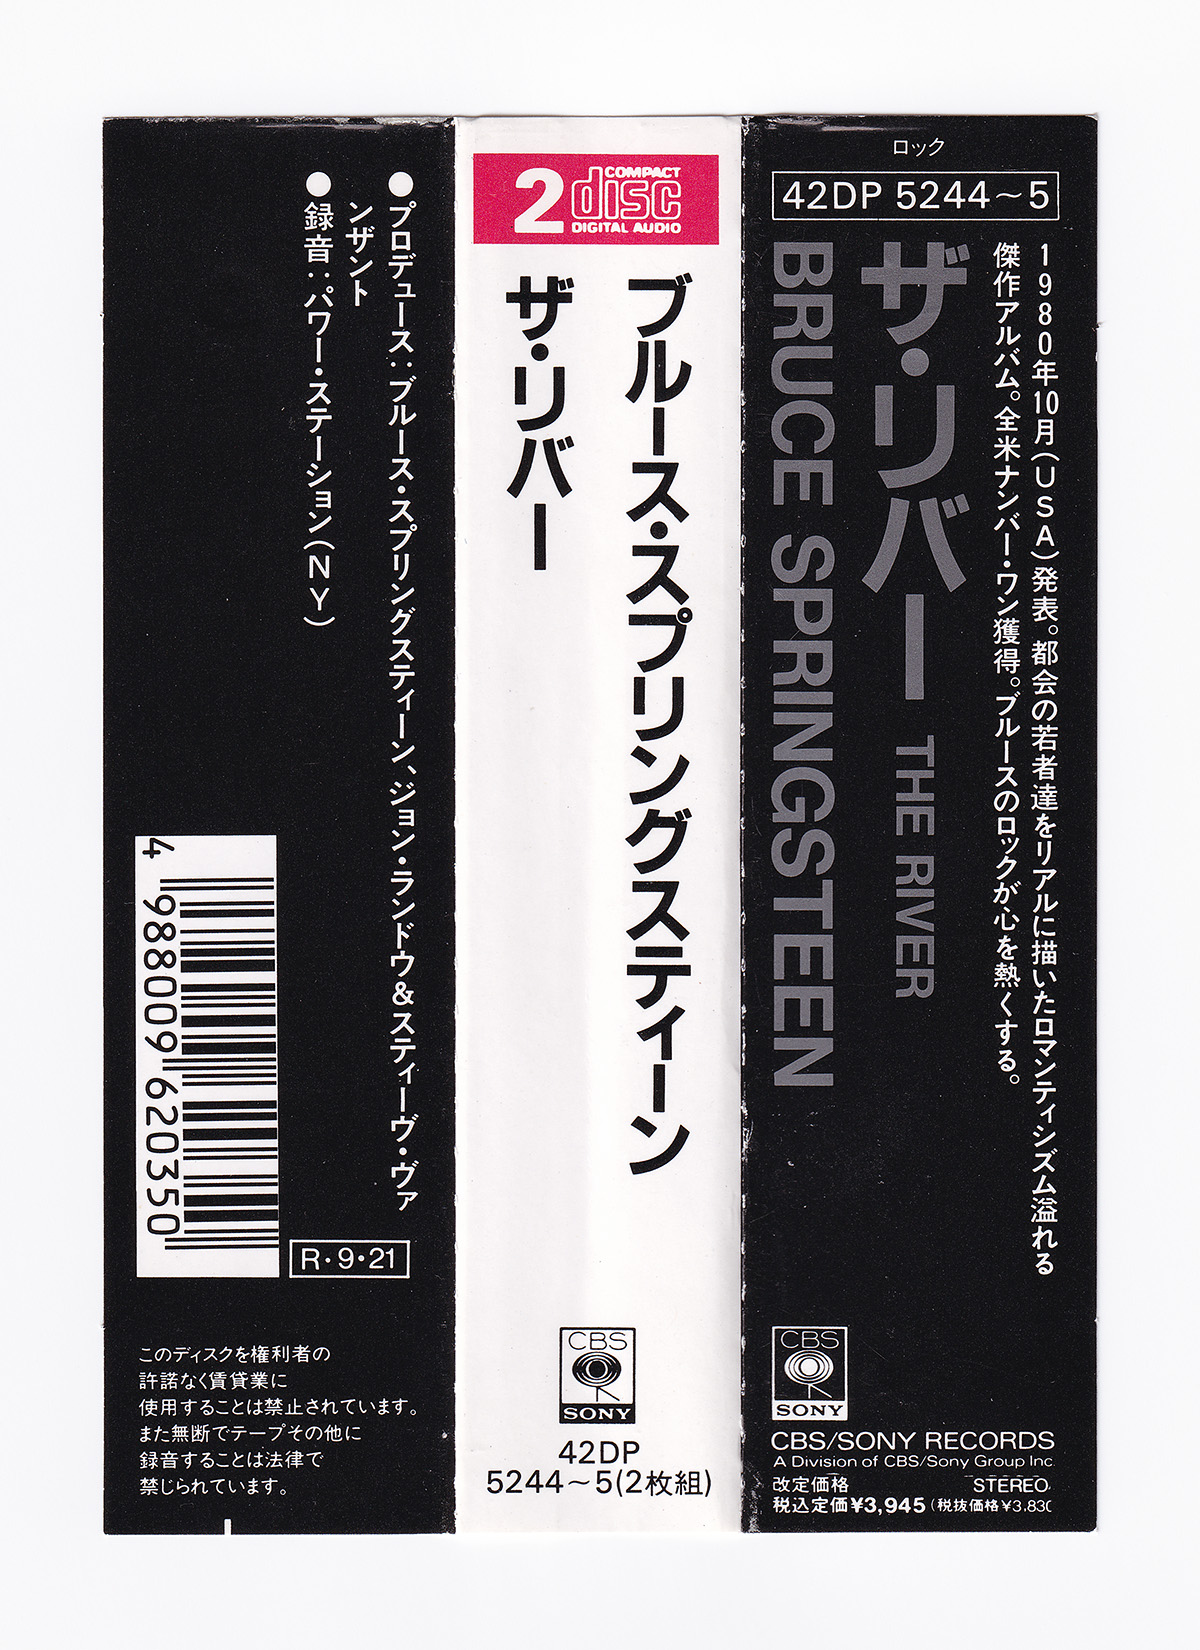 ロック
42DP 5244～5
1980年10月(USA)発表。都会の若者達をリアルに描いたロマンティシズム溢れる
傑作アルバム。全米ナンバー・ワン獲得。ブルースのロックが心を熱くする。
ザ・リバー THE RIVER
BRUCE SPRINGSTEEN
CBS
SONY
CBS/SONY RECORDS
A Division of CBS/Sony Group Inc.
改定価格 STEREO
税込定価¥3,945(税抜価格¥3,830
2 COMPACT disc DIGITAL AUDIO
ブルース・スプリングスティーン
ザ・リバー
CBS
SONY
42DP
5244～5(2枚組)
●プロデュース:ブルース・スプリングスティーン、ジョン・ランドウ&スティーヴ・ヴァ
ンザント
●録音:パワー・ステーション(NY)
4 988009 620350
R・9・21
このディスクを権利者の
許諾なく賃貸業に
使用することは禁止されています。
また無断でテープその他に
録音することは法律で
禁じられています。